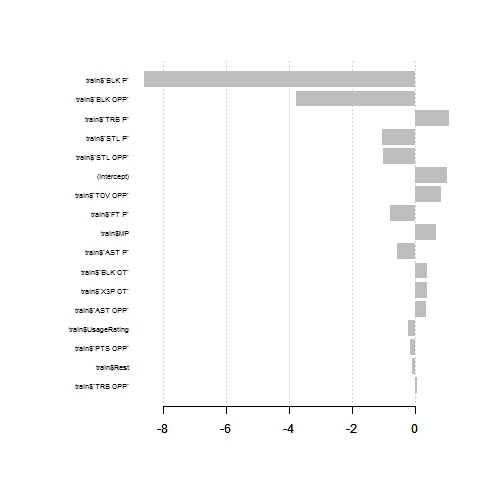 train$`BLK P`
train$`BLK OPP`
train$`TRB P`
train$`STL P`
train$`STL OPP`
(Intercept)
train$`TOV OPP`
train$`FT P`
train$MP
train$`AST P`
train$`BLK OT`
train$`X3P OT`
train$`AST OPP`
train$UsageRating
train$`PTS OPP`
train$Rest
train$`TRB OPP`
-8 -6 -4 -2 0